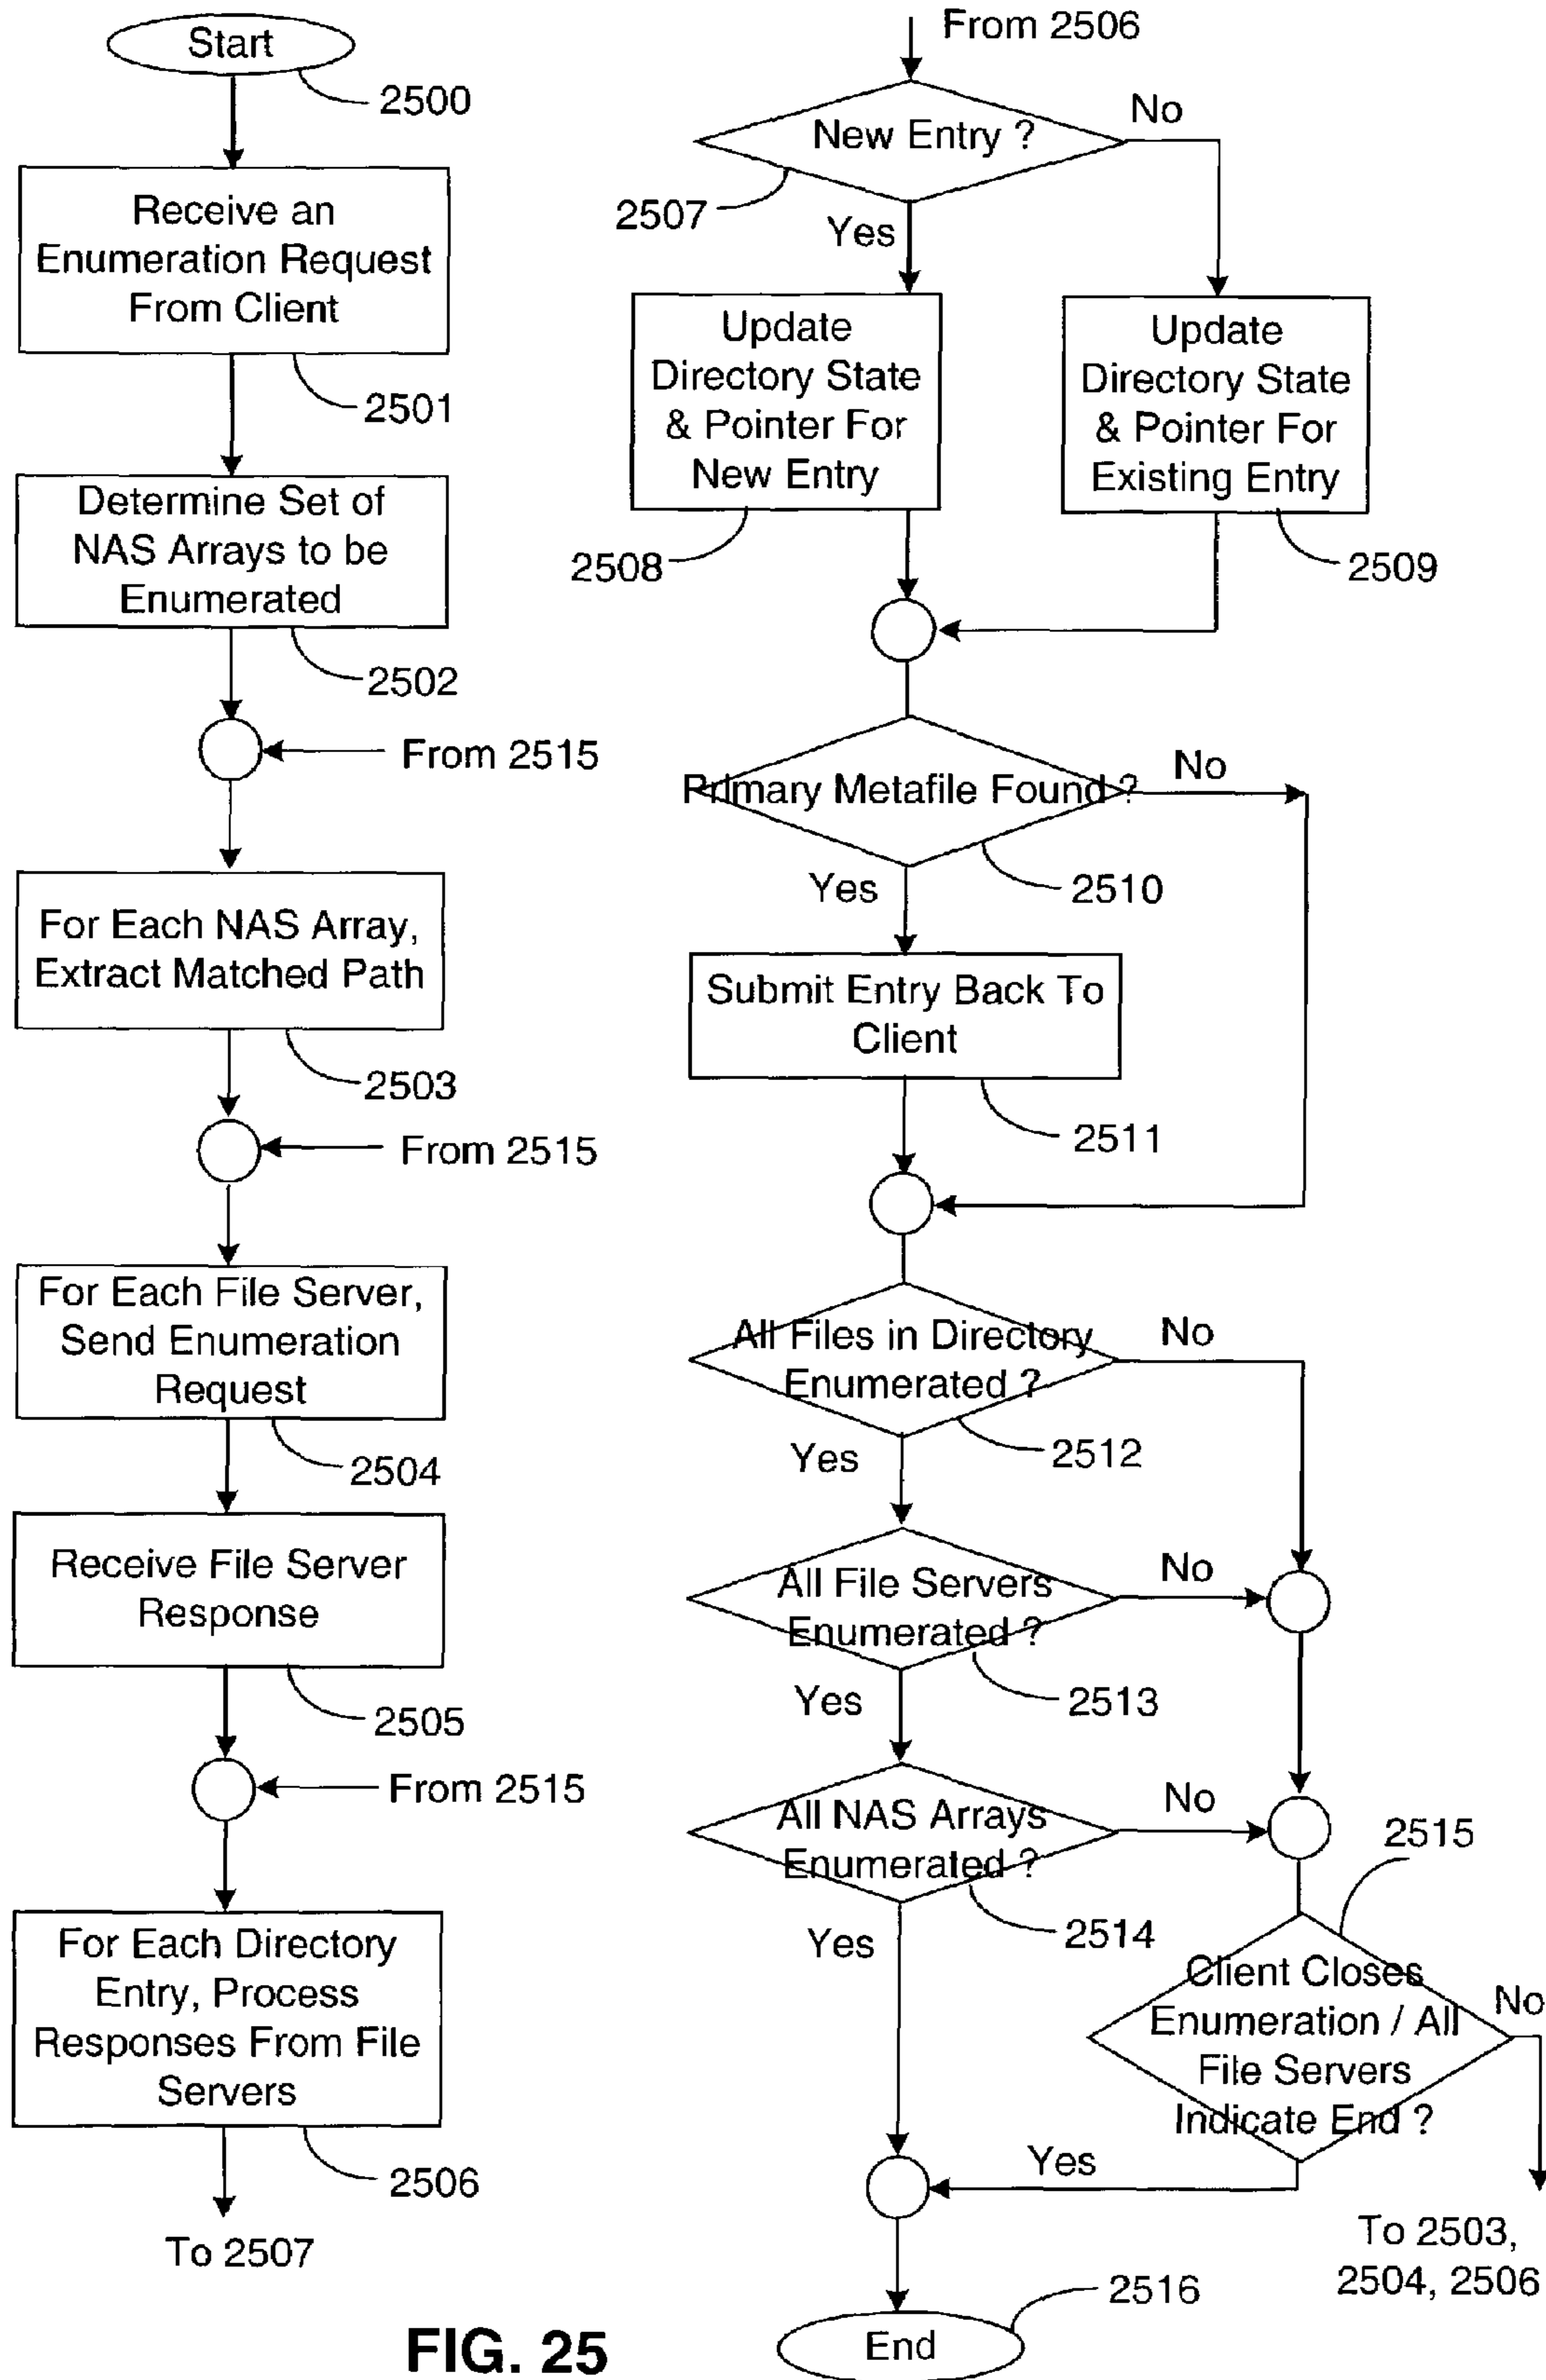 Start
2500
Receive an
Enumeration Request
From Client
2501
Determine Set of
NAS Arrays to be
Enumerated
2502
From 2515
For Each NAS Array,
Extract Matched Path
2503
From 2515
For Each File Server,
Send Enumeration
Request
2504
Receive File Server
Response
2505
From 2515
For Each Directory
Entry, Process
Responses From File
Servers
2506
To 2507
From 2506
New Entry ?
No
2507
Yes
Update
Directory State
& Pointer For
New Entry
2508
Update
Directory State
& Pointer For
Existing Entry
2509
Primary Metafile Found ?
No
Yes
2510
Submit Entry Back To
Client
2511
All Files in Directory
Enumerated ?
No
Yes
2512
All File Servers
Enumerated ?
No
Yes
2513
All NAS Arrays
Enumerated ?
No
Yes
2514
2515
Client Closes
Enumeration / All
File Servers
Indicate End ?
No
Yes
To 2503,
2504, 2506
2516
End
FIG. 25